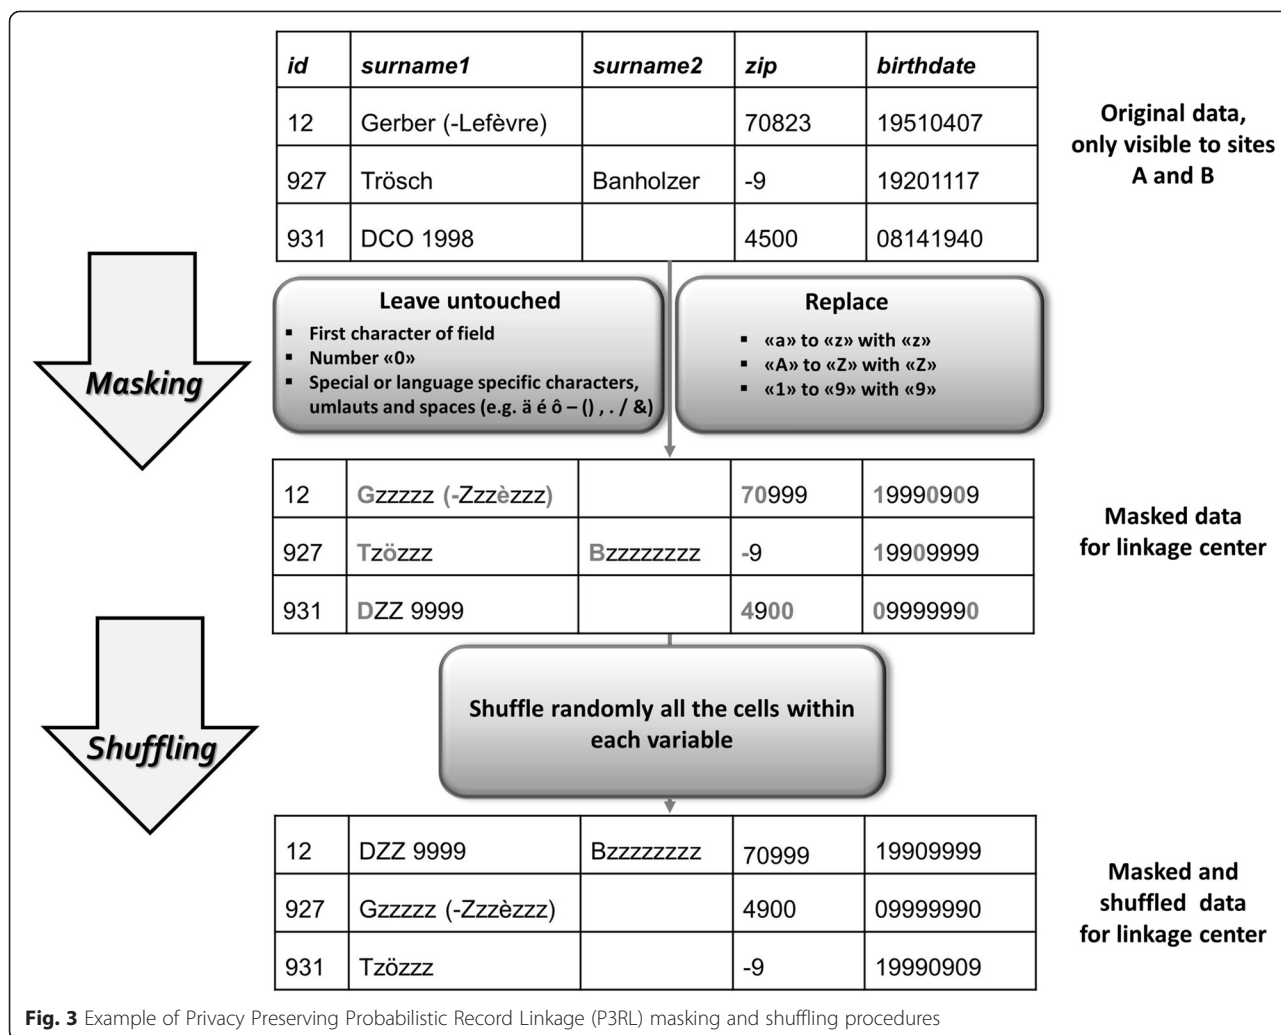 id surname1 surname2 zip birthdate
12 Gerber (-Lefèvre) 70823 19510407
927 Trösch Banholzer -9 19201117
931 DCO 1998 4500 08141940
Original data,
only visible to sites
A and B
Masking
Leave untouched
▪ First character of field
▪ Number «0»
▪ Special or language specific characters,
umlauts and spaces (e.g. ä é ô – () , . / &)
Replace
▪ «a» to «z» with «z»
▪ «A» to «Z» with «Z»
▪ «1» to «9» with «9»
12 Gzzzzz (-Zzzèzzz) 70999 19990909
927 Tzözzz Bzzzzzzzz -9 19909999
931 DZZ 9999 4900 09999990
Masked data
for linkage center
Shuffling
Shuffle randomly all the cells within
each variable
12 DZZ 9999 Bzzzzzzzz 70999 19909999
927 Gzzzzz (-Zzzèzzz) 4900 09999990
931 Tzözzz -9 19990909
Masked and
shuffled data
for linkage center
Fig. 3 Example of Privacy Preserving Probabilistic Record Linkage (P3RL) masking and shuffling procedures